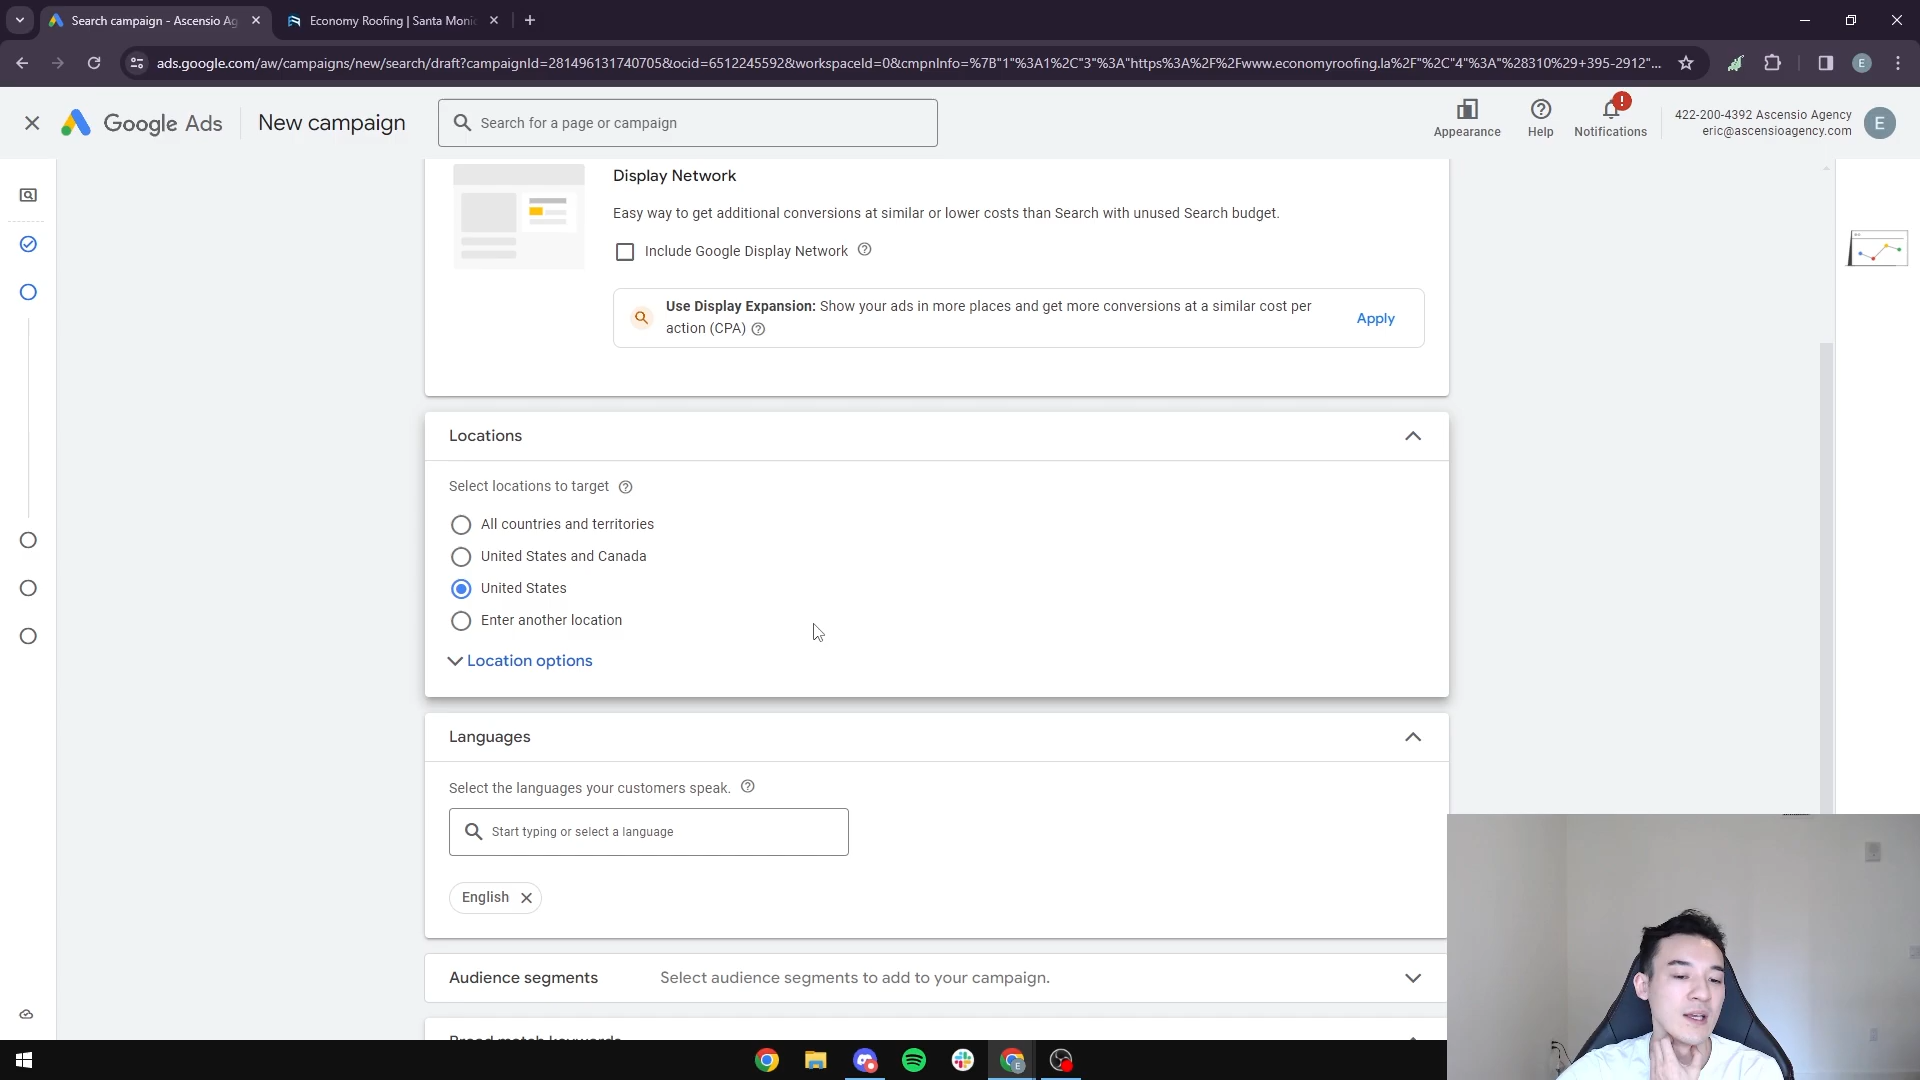 Search campaign - Ascensio Ag
Economy Roofing | Santa Moni
ads.google.com/aw/campaigns/new/search/draft?campaignId=281496131740705&ocid=6512245592&workspaceId=0&cmpnInfo=%7B"1"%3A1%2C"3"%3A"https%3A%2F%2Fwww.economyroofing.la%2F"%2C"4"%3A"%28310%29+395-2912"...
E
Google Ads
New campaign
Search for a page or campaign
Appearance
Help
!
Notifications
422-200-4392 Ascensio Agency
eric@ascensioagency.com
E
Display Network
Easy way to get additional conversions at similar or lower costs than Search with unused Search budget.
Include Google Display Network
Use Display Expansion: Show your ads in more places and get more conversions at a similar cost per
action (CPA)
Apply
Locations
Select locations to target
All countries and territories
United States and Canada
United States
Enter another location
Location options
Languages
Select the languages your customers speak.
Start typing or select a language
English
Audience segments
Select audience segments to add to your campaign.
Broad match keywords